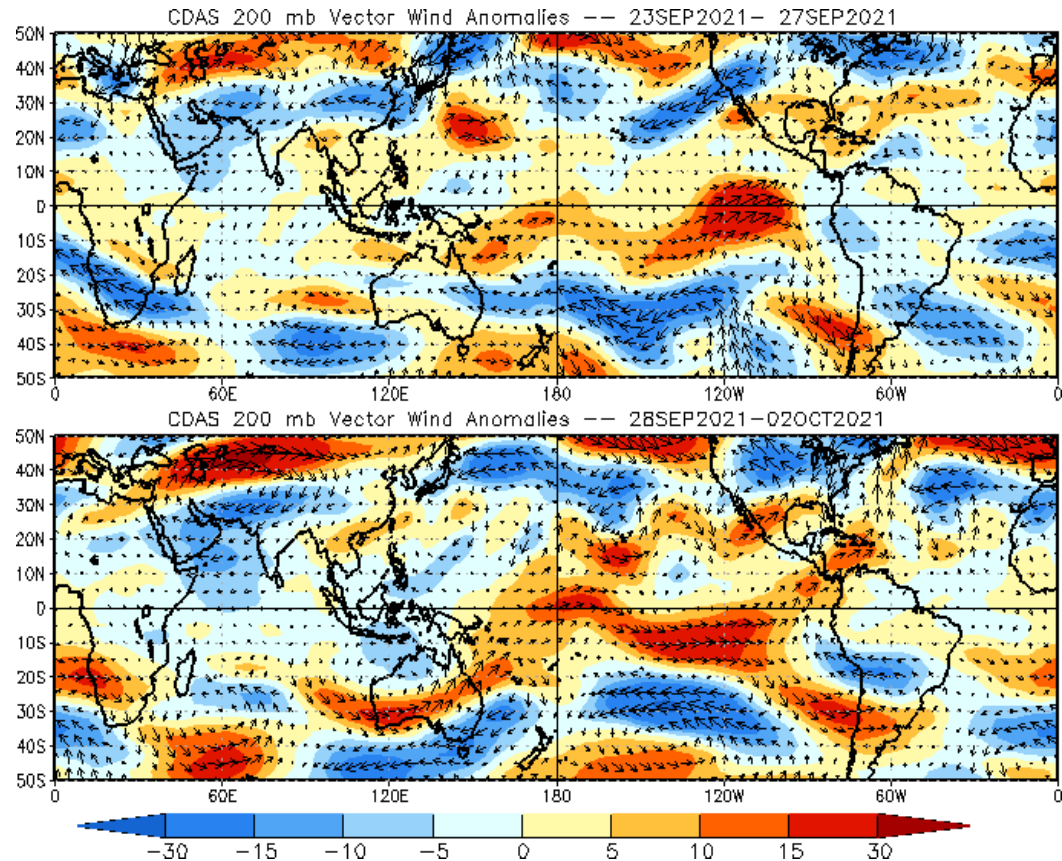 CDAS 200 mb Vector Wind Anomalies -- 23SEP2021- 27SEP2021
50N
40N
30N
20N
10N
0
10S
20S
30S
40S
50S
0 60E 120E 180 120W 60W 0
CDAS 200 mb Vector Wind Anomalies -- 28SEP2021-02OCT2021
50N
40N
30N
20N
10N
0
10S
20S
30S
40S
50S
0 60E 120E 180 120W 60W 0
-30 -15 -10 -5 0 5 10 15 30